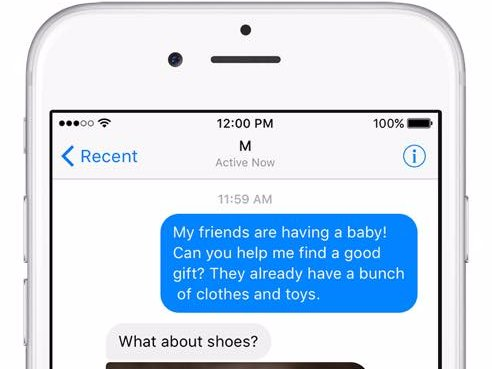 12:00 PM 100%
Recent M
Active Now
11:59 AM
My friends are having a baby!
Can you help me find a good
gift? They already have a bunch
of clothes and toys.
What about shoes?